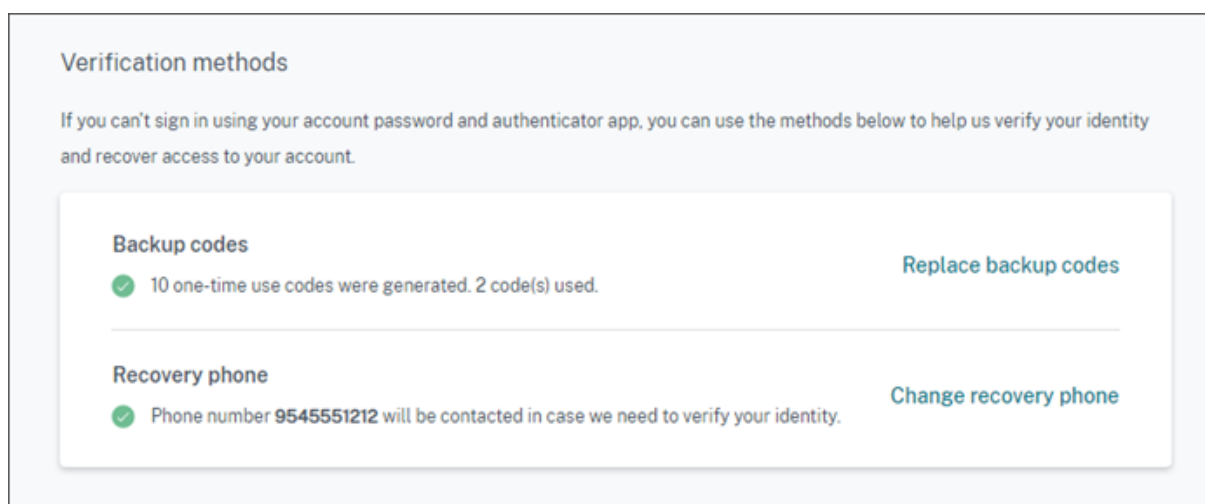 Verification methods
If you can't sign in using your account password and authenticator app, you can use the methods below to help us verify your identity
and recover access to your account.
Backup codes
10 one-time use codes were generated. 2 code(s) used.
Replace backup codes
Recovery phone
Phone number 9545551212 will be contacted in case we need to verify your identity.
Change recovery phone